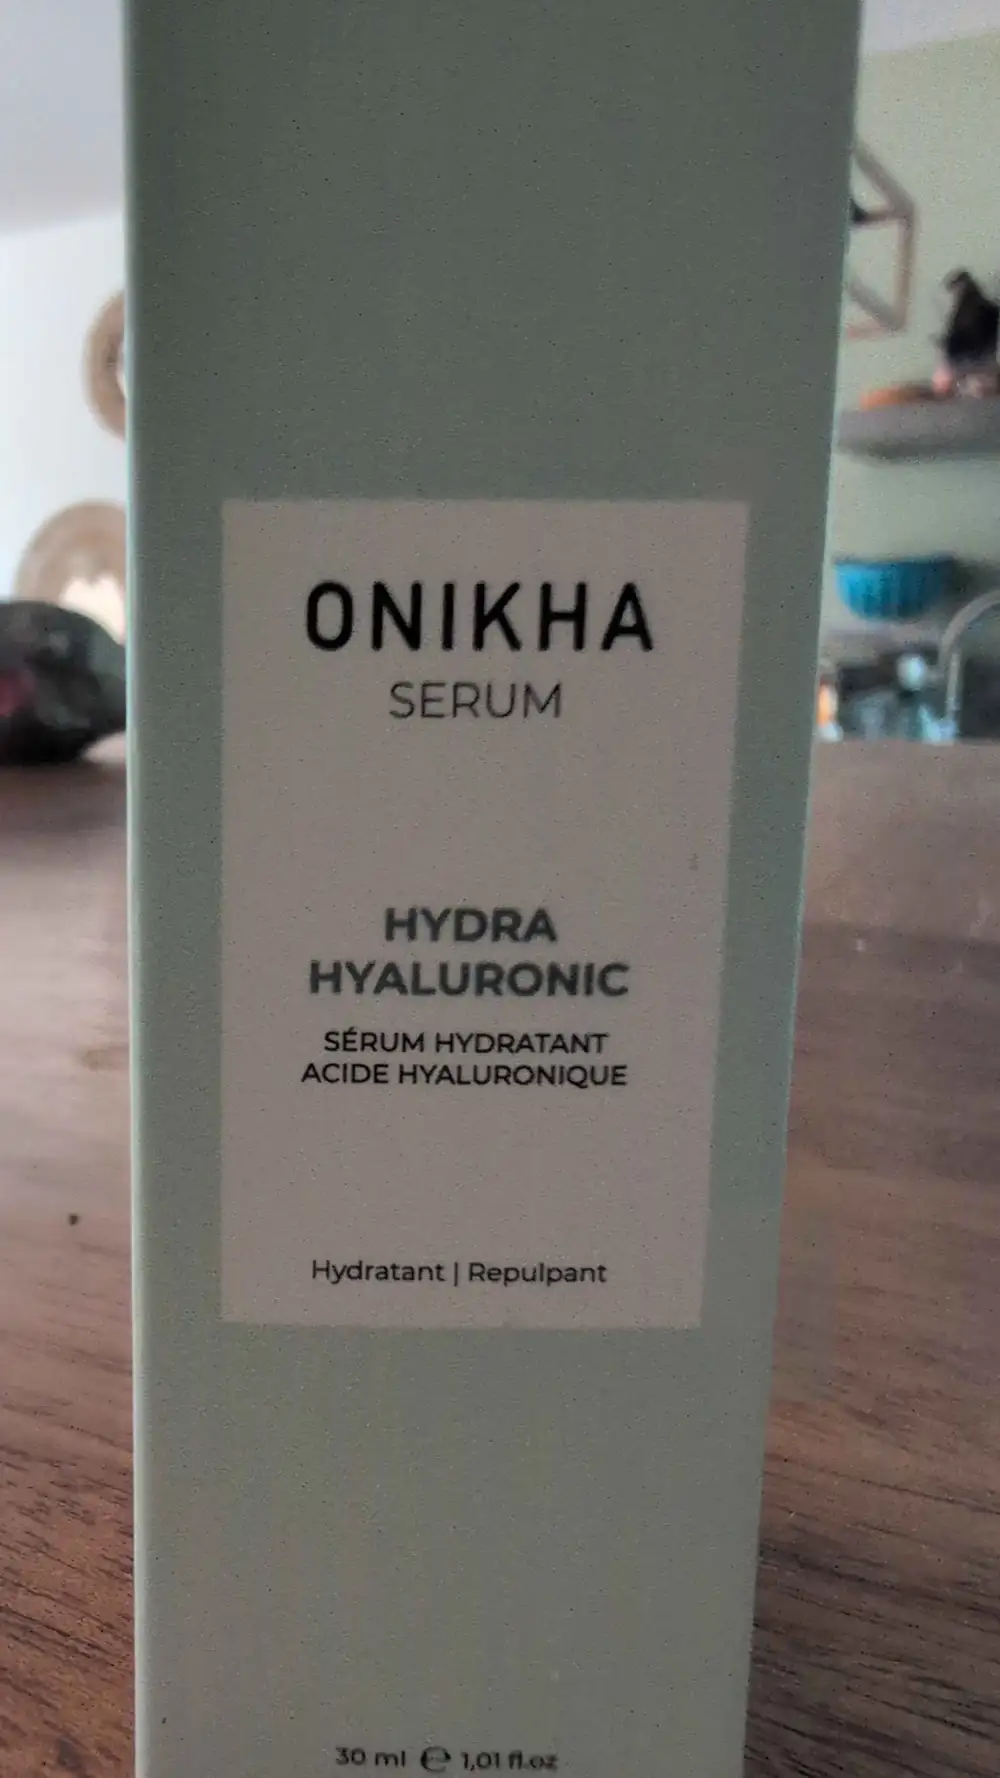 ONIKHA
SERUM
HYDRA
HYALURONIC
SÉRUM HYDRATANT
ACIDE HYALURONIQUE
Hydratant | Repulpant
30 ml ℮ 1,01 fl.oz